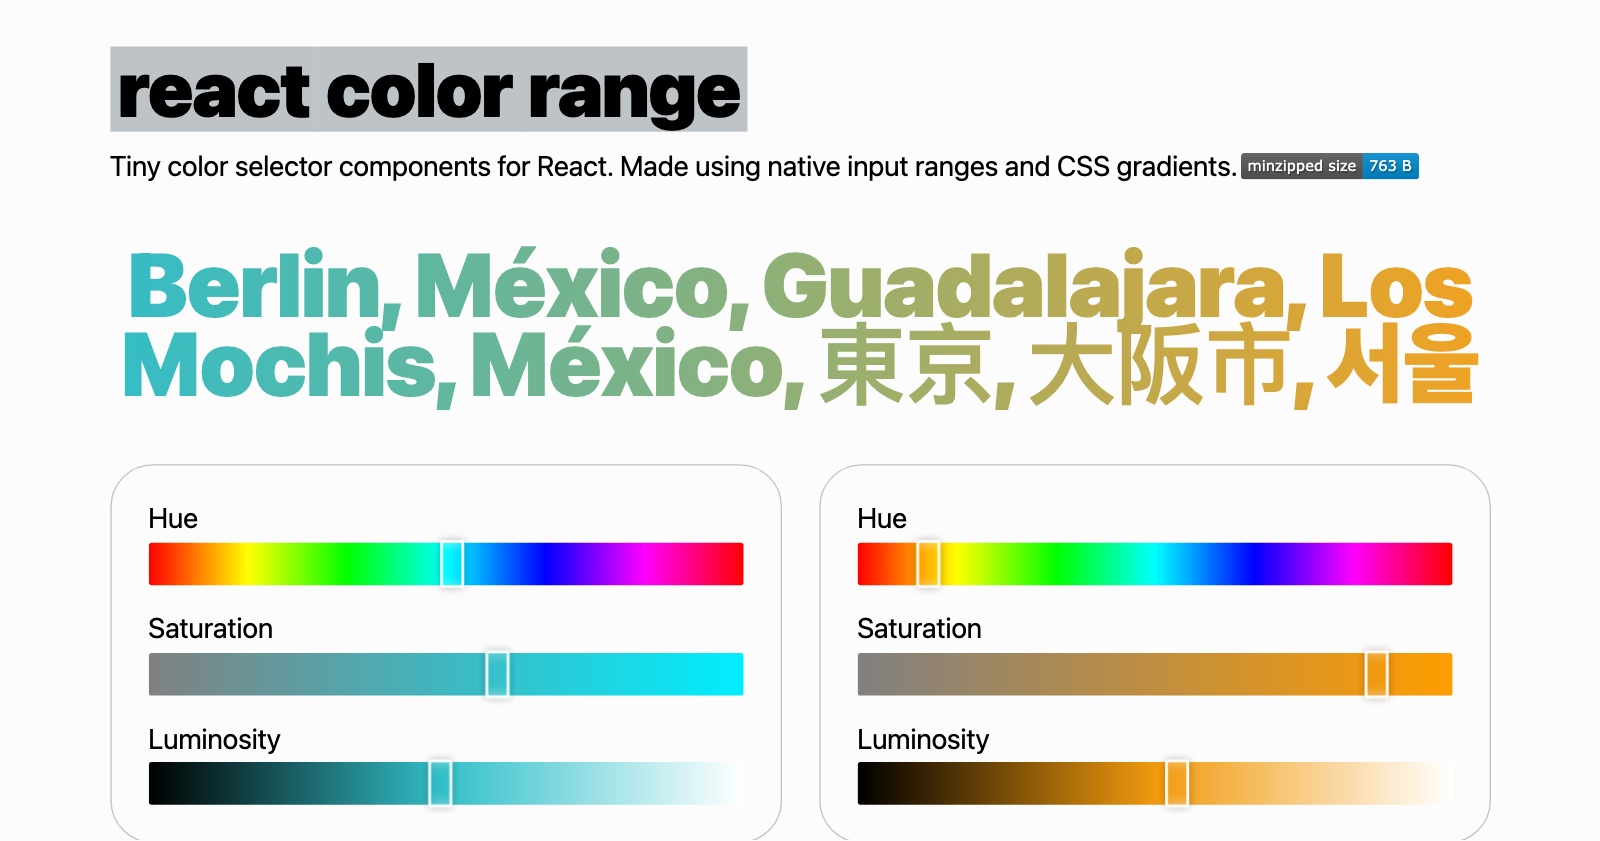 react color range
Tiny color selector components for React. Made using native input ranges and CSS gradients. minzipped size 763 B
Berlin, México, Guadalajara, Los
Mochis, México, 東京, 大阪市, 서울
Hue
Saturation
Luminosity
Hue
Saturation
Luminosity